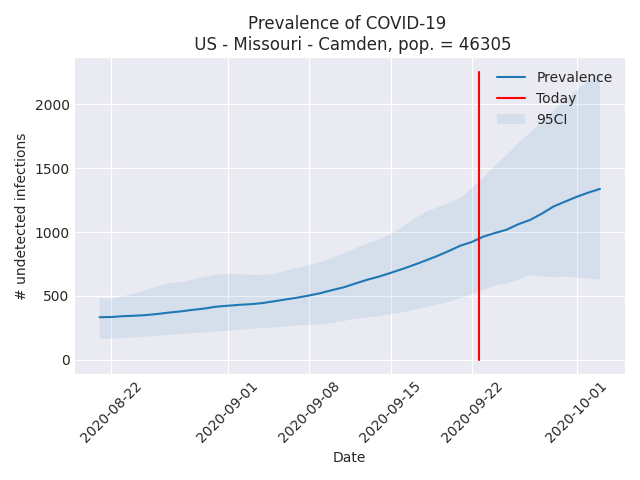 Prevalence of COVID-19
US - Missouri - Camden, pop. = 46305
Prevalence
Today
95CI
# undetected infections
2000
1500
1000
500
0
2020-08-22
2020-09-01
2020-09-08
2020-09-15
2020-09-22
2020-10-01
Date